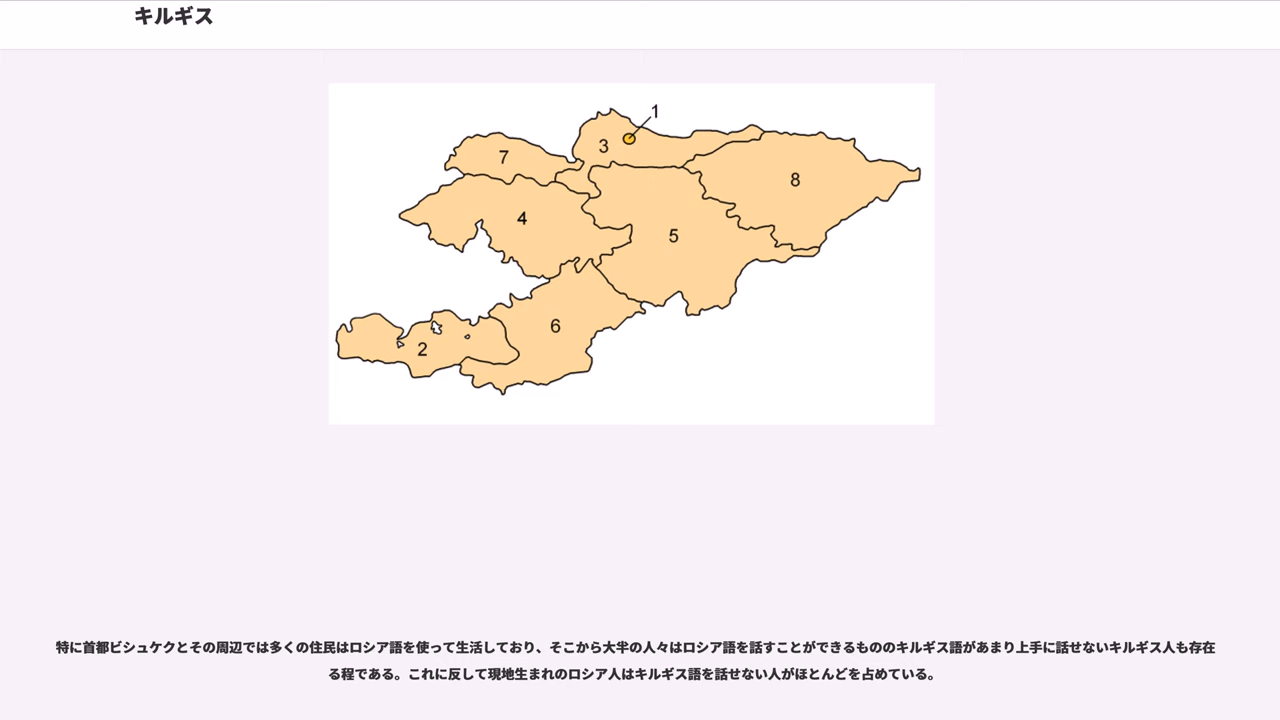 キルギス
1
3
7
8
4
5
6
2
特に首都ビシュケクとその周辺では多くの住民はロシア語を使って生活しており、そこから大半の人々はロシア語を話すことができるもののキルギス語があまり上手に話せないキルギス人も存在
る程である。これに反して現地生まれのロシア人はキルギス語を話せない人がほとんどを占めている。